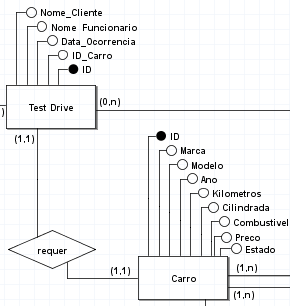 Nome_Cliente
Nome Funcionario
Data_Ocorrencia
ID_Carro
ID
)
Test Drive
(0,n)
(1,1)
ID
Marca
Modelo
Ano
Kilometros
Cilindrada
Combustivel
Preco
Estado
requer
(1,1)
Carro
(1,n)
(1,n)